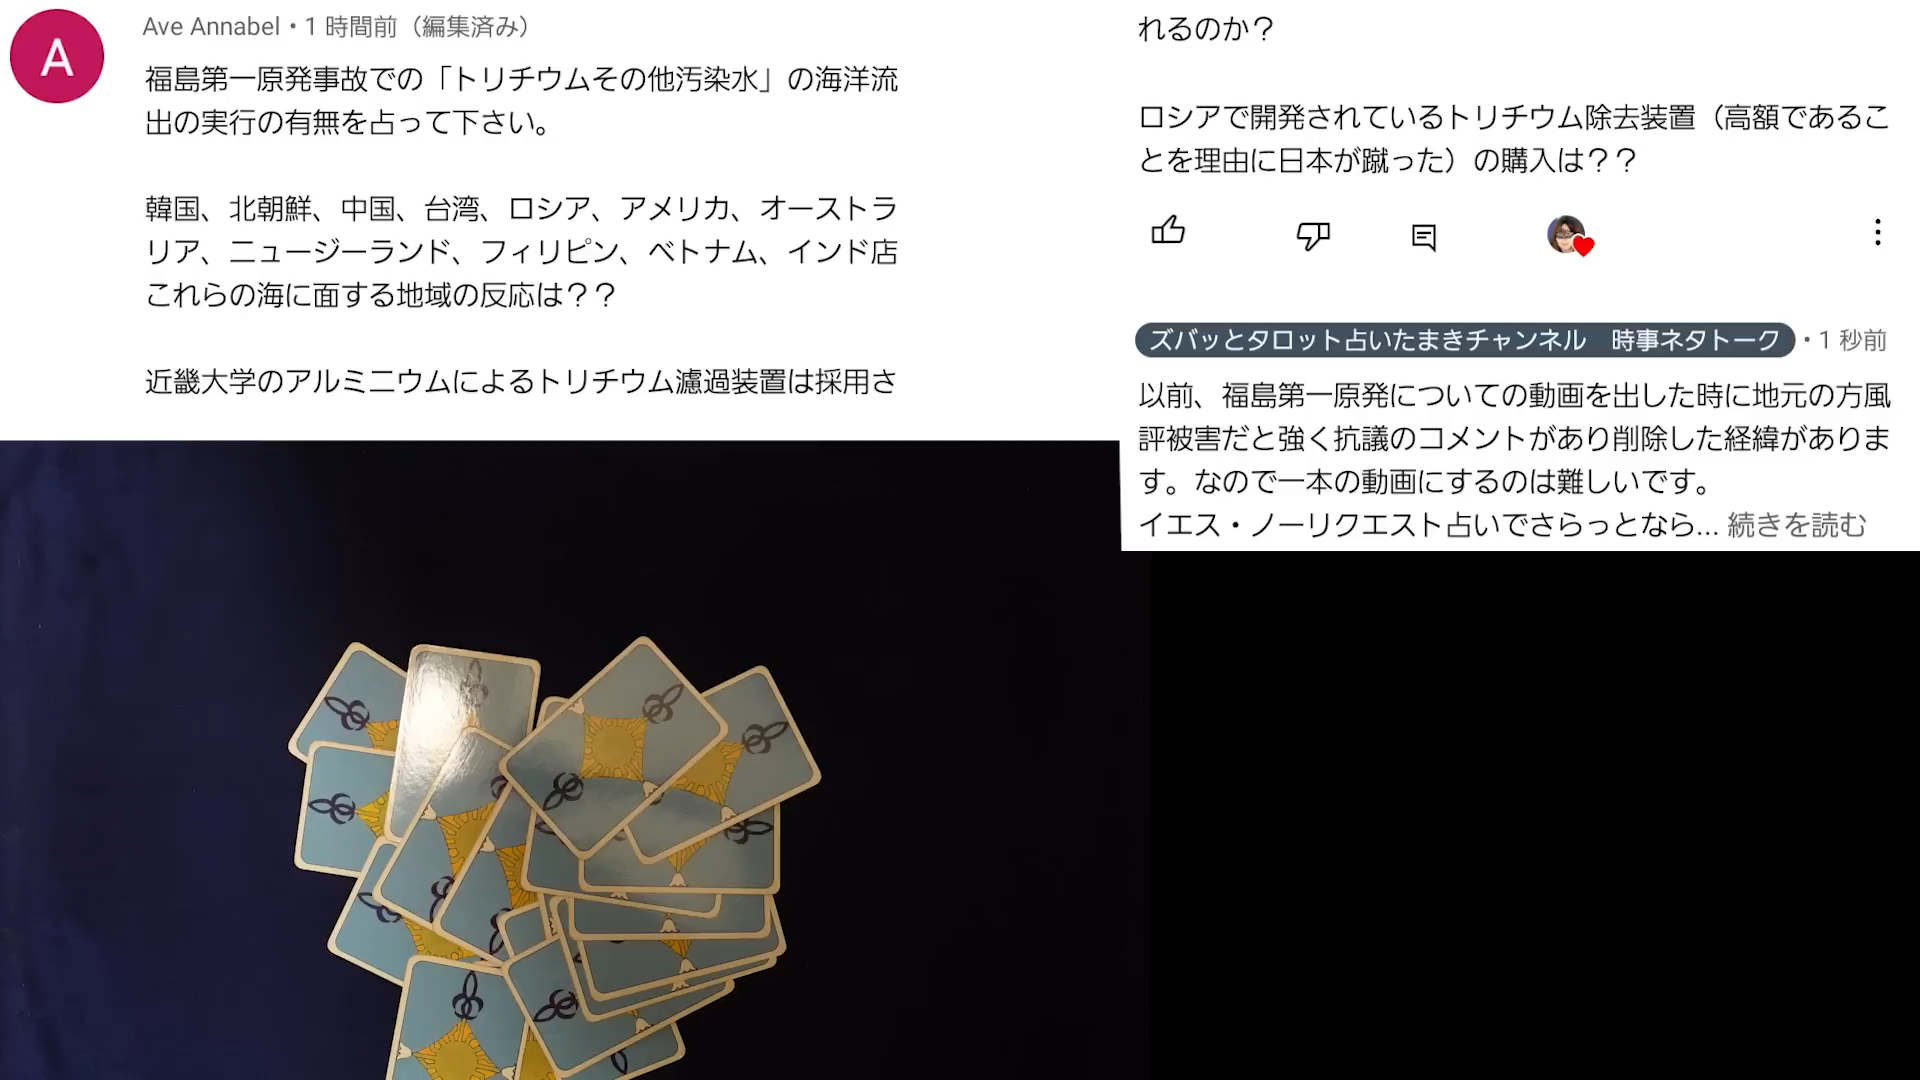 Ave Annabel・1 時間前（編集済み）
A
福島第一原発事故での「トリチウムその他汚染水」の海洋流
出の実行の有無を占って下さい。
韓国、北朝鮮、中国、台湾、ロシア、アメリカ、オーストラ
リア、ニュージーランド、フィリピン、ベトナム、インド店
これらの海に面する地域の反応は？？
近畿大学のアルミニウムによるトリチウム濾過装置は採用さ
れるのか？
ロシアで開発されているトリチウム除去装置（高額であるこ
とを理由に日本が蹴った）の購入は？？
ズバッとタロット占いたまきチャンネル　時事ネタトーク・1 秒前
以前、福島第一原発についての動画を出した時に地元の方風
評被害だと強く抗議のコメントがあり削除した経緯がありま
す。なので一本の動画にするのは難しいです。
イエス・ノーリクエスト占いでさらっとなら... 続きを読む